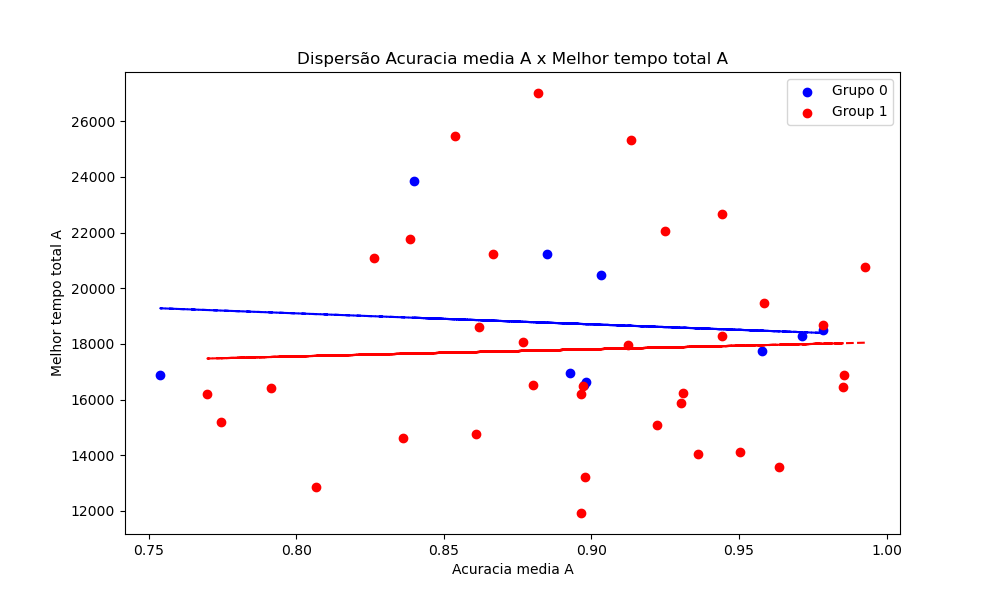 Dispersão Acuracia media A x Melhor tempo total A
Grupo 0
Group 1
Melhor tempo total A
26000
24000
22000
20000
18000
16000
14000
12000
0.75
0.80
0.85
0.90
0.95
1.00
Acuracia media A